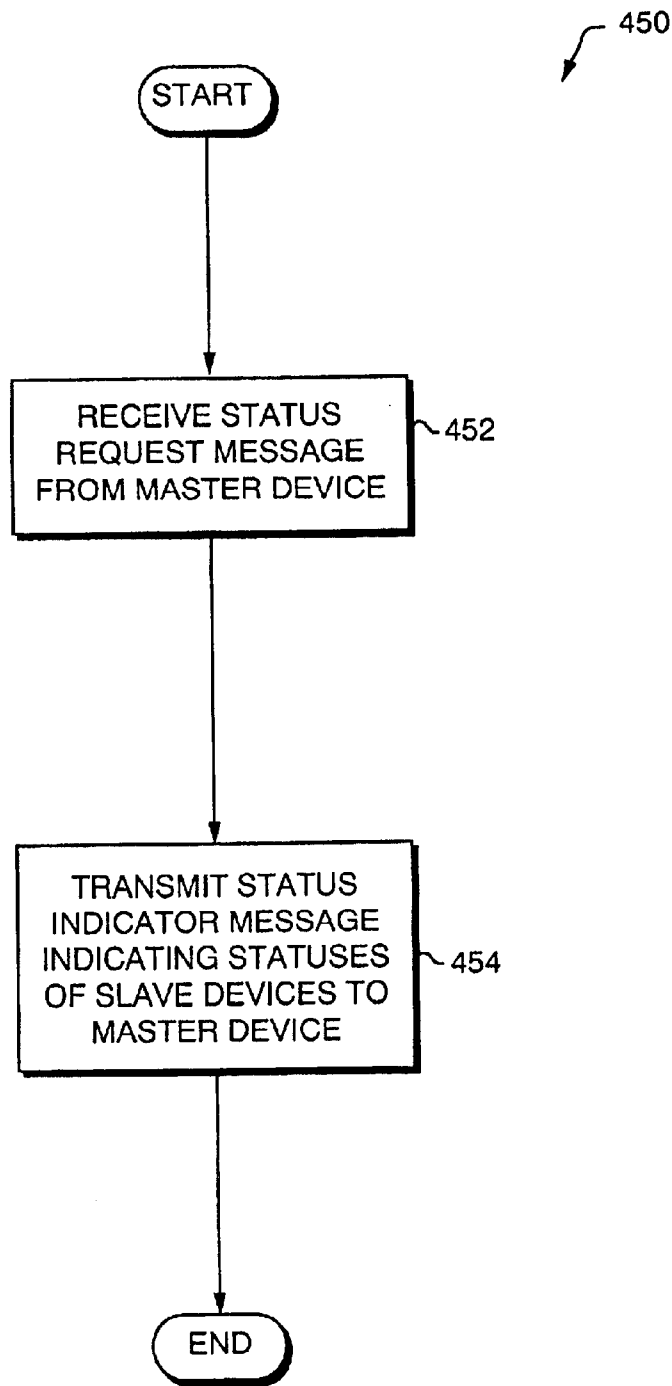 450
START
RECEIVE STATUS
REQUEST MESSAGE
FROM MASTER DEVICE
452
TRANSMIT STATUS
INDICATOR MESSAGE
INDICATING STATUSES
OF SLAVE DEVICES TO
MASTER DEVICE
454
END